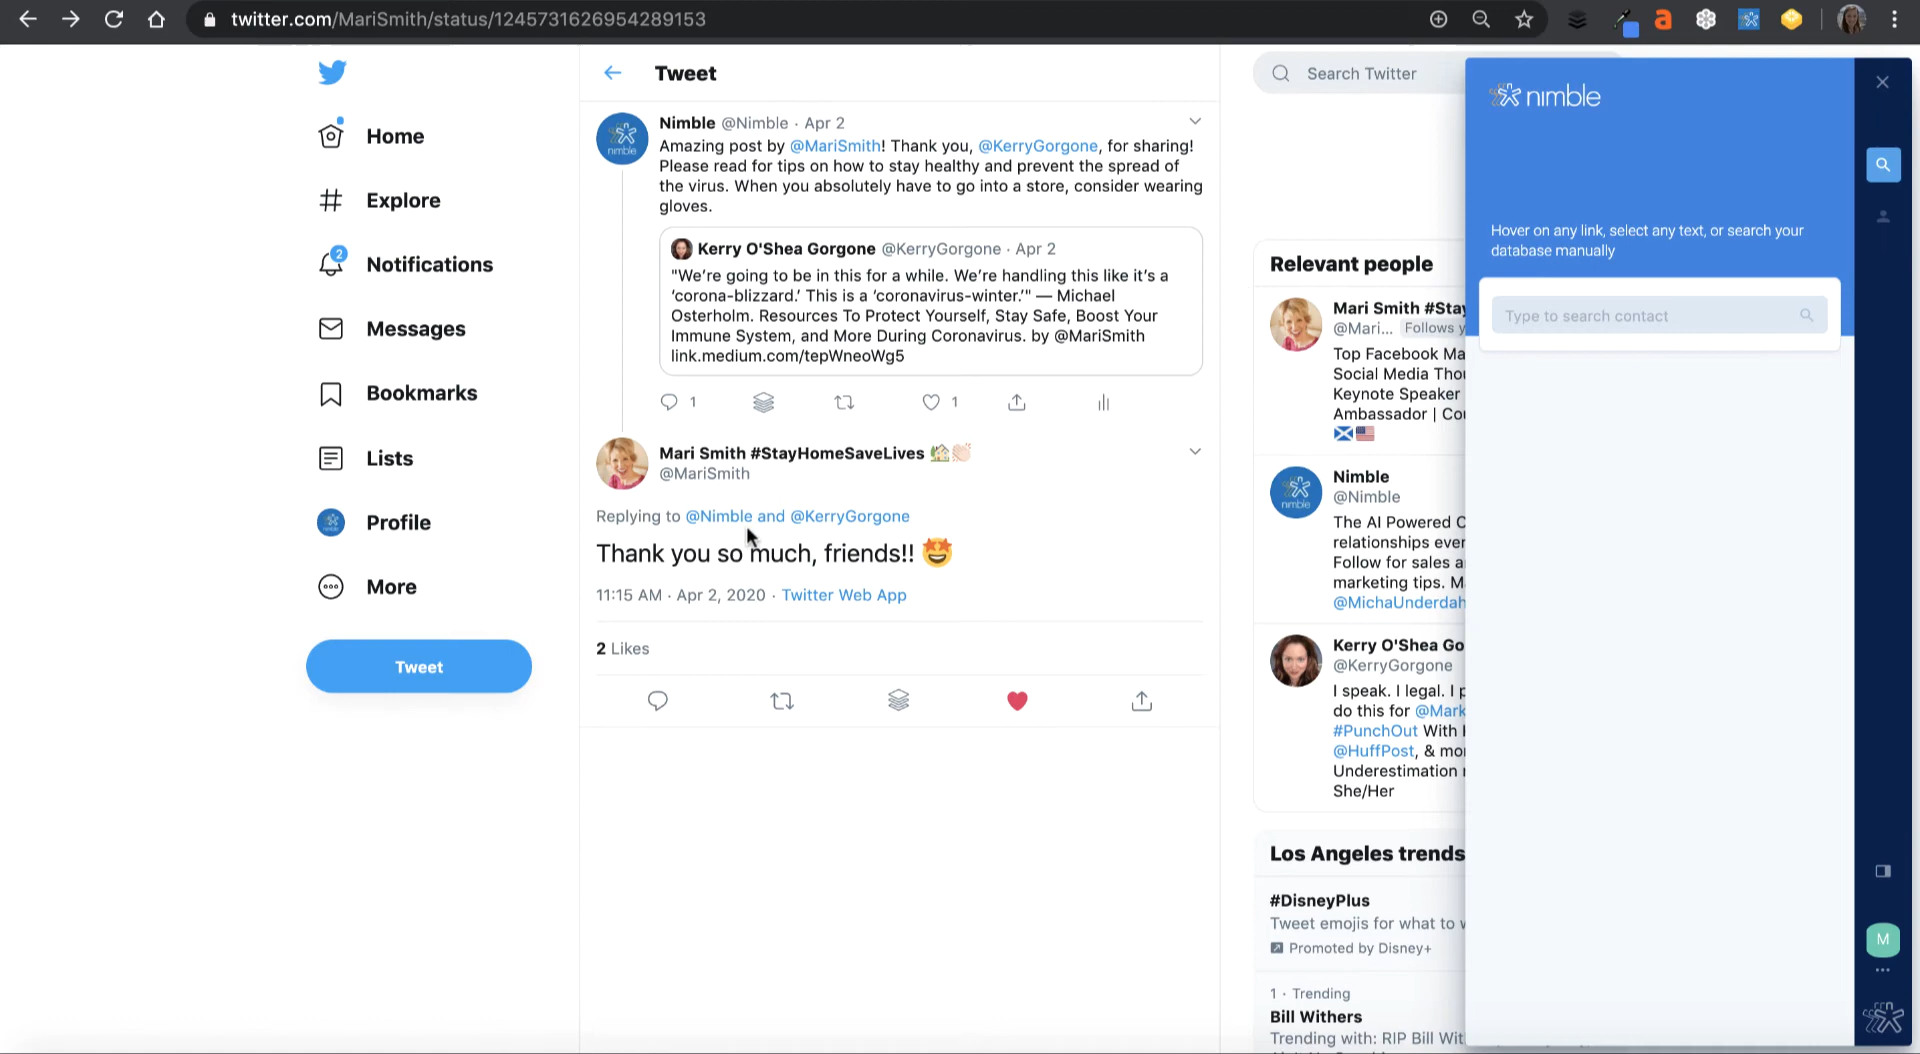 twitter.com/MariSmith/status/1245731626954289153
Home
Explore
2
Notifications
Messages
Bookmarks
Lists
Profile
More
Tweet
Tweet
Nimble @Nimble · Apr 2
Amazing post by @MariSmith! Thank you, @KerryGorgone, for sharing!
Please read for tips on how to stay healthy and prevent the spread of
the virus. When you absolutely have to go into a store, consider wearing
gloves.
nimble
Kerry O'Shea Gorgone @KerryGorgone · Apr 2
"We're going to be in this for a while. We're handling this like it's a
'corona-blizzard.' This is a 'coronavirus-winter.'" — Michael
Osterholm. Resources To Protect Yourself, Stay Safe, Boost Your
Immune System, and More During Coronavirus. by @MariSmith
link.medium.com/tepWneoWg5
1
1
Mari Smith #StayHomeSaveLives 🏡👏🏻
@MariSmith
Replying to @Nimble and @KerryGorgone
Thank you so much, friends!! 🤩
11:15 AM · Apr 2, 2020 · Twitter Web App
2 Likes
Search Twitter
Relevant people
Mari Smith #Stay
@Mari... Follows y
Top Facebook Ma
Social Media Thou
Keynote Speaker
Ambassador | Cou
🏴󠁧󠁢󠁳󠁣󠁴󠁿🇺🇸
Nimble
@Nimble
nimble
The AI Powered C
relationships ever
Follow for sales a
marketing tips. M
@MichaUnderdah
Kerry O'Shea Go
@KerryGorgone
I speak. I legal. I p
do this for @Mark
#PunchOut With
@HuffPost, & mo
Underestimation
She/Her
Los Angeles trends
#DisneyPlus
Tweet emojis for what to w
Promoted by Disney+
1 · Trending
Bill Withers
Trending with: RIP Bill Wit
nimble
Hover on any link, select any text, or search your
database manually
Type to search contact
M